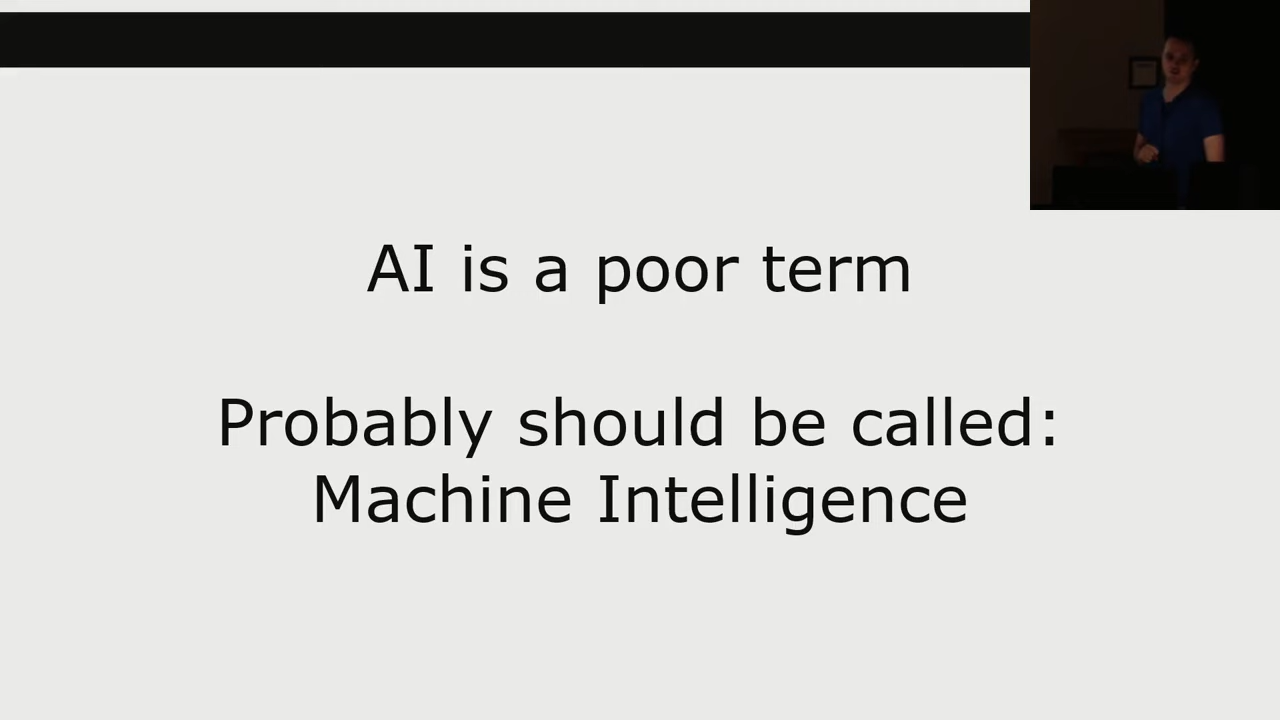 AI is a poor term
Probably should be called:
Machine Intelligence